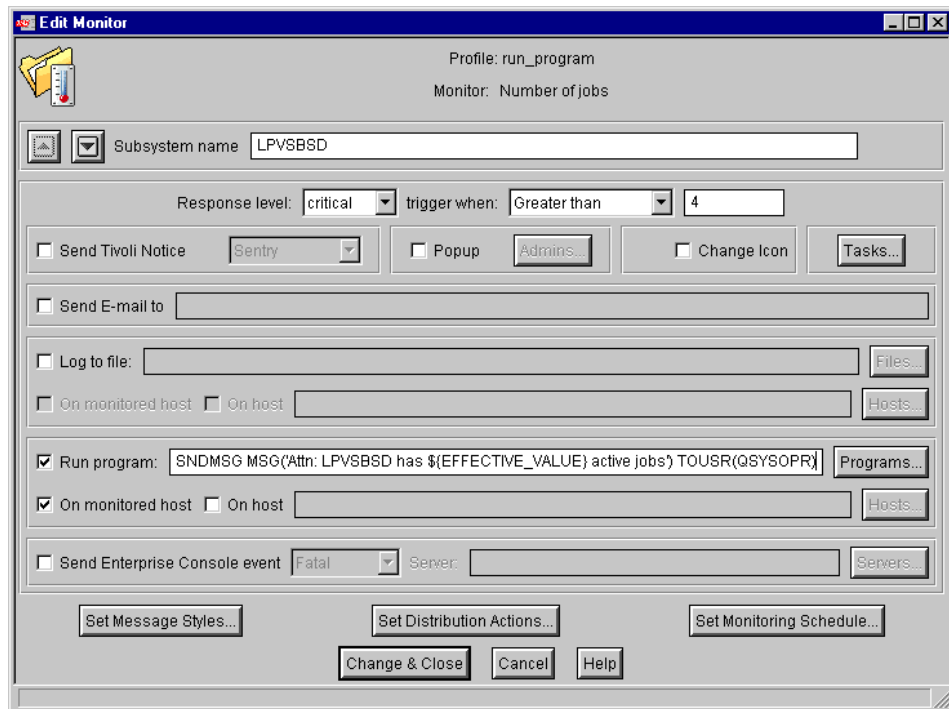 Edit Monitor
Profile: run_program
Monitor: Number of jobs
Subsystem name LPVSBSD
Response level: critical trigger when: Greater than 4
Send Tivoli Notice Sentry Popup Admins... Change Icon Tasks...
Send E-mail to
Log to file: Files...
On monitored host On host Hosts...
Run program: SNDMSG MSG('Attn: LPVSBSD has ${EFFECTIVE_VALUE} active jobs') TOUSR(QSYSOPR) Programs...
On monitored host On host Hosts...
Send Enterprise Console event Fatal Server: Servers...
Set Message Styles... Set Distribution Actions... Set Monitoring Schedule...
Change & Close Cancel Help